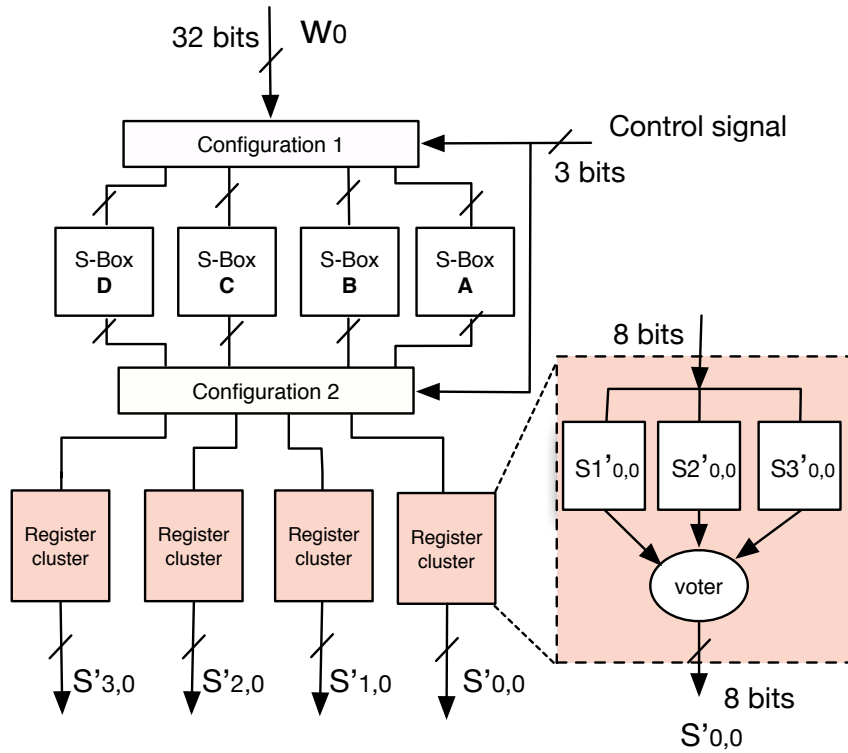 32 bits
W0
Configuration 1
Control signal
3 bits
S-Box
D
S-Box
C
S-Box
B
S-Box
A
Configuration 2
8 bits
S1'0,0
S2'0,0
S3'0,0
Register
cluster
Register
cluster
Register
cluster
Register
cluster
voter
S'3,0
S'2,0
S'1,0
S'0,0
8 bits
S'0,0